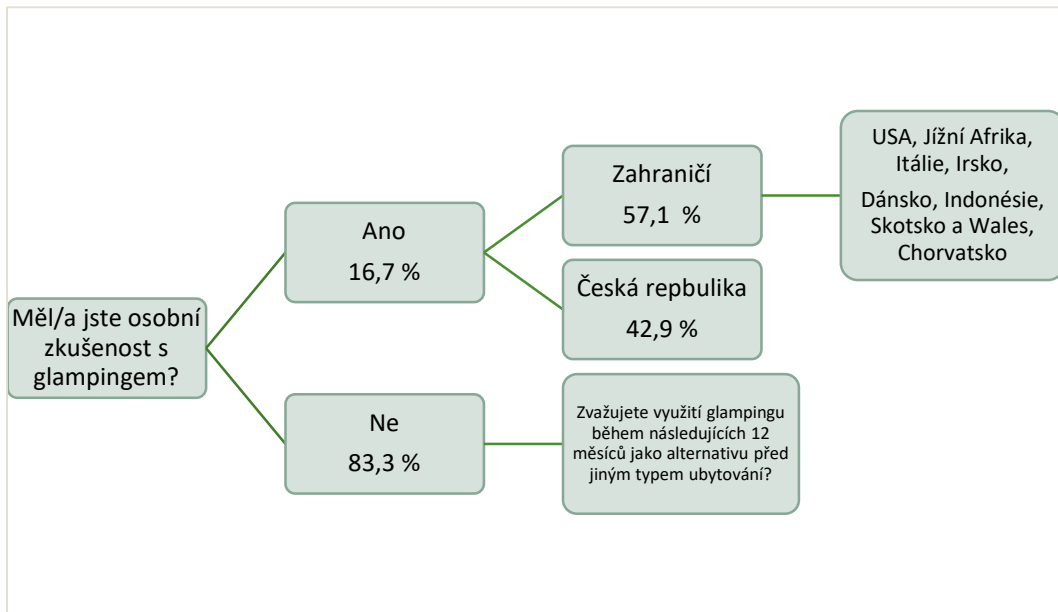 Měl/a jste osobní
zkušenost s
glampingem?
Ano
16,7 %
Zahraničí
57,1 %
USA, Jížní Afrika,
Itálie, Irsko,
Dánsko, Indonésie,
Skotsko a Wales,
Chorvatsko
Česká repbulika
42,9 %
Ne
83,3 %
Zvažujete využití glampingu
během následujících 12
měsíců jako alternativu před
jiným typem ubytování?